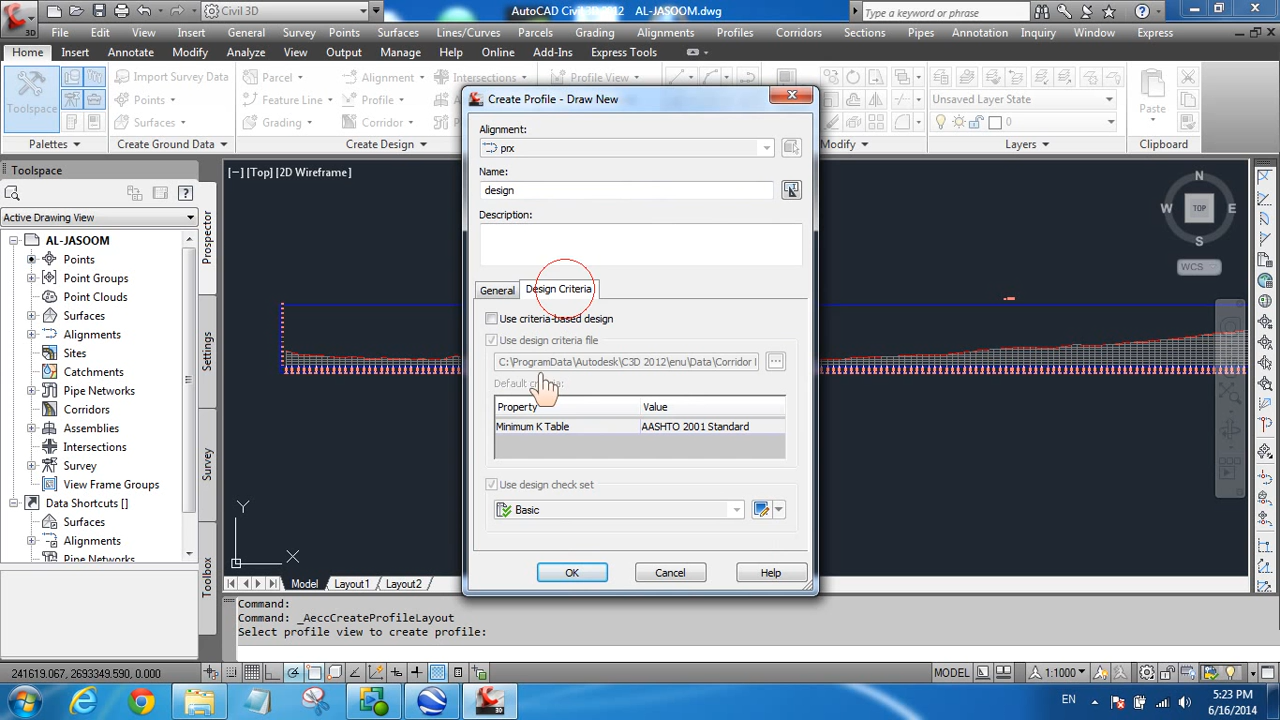 Civil 3D
AutoCAD Civil 3D 2012 AL-JASOOM.dwg
Type a keyword or phrase
3D
File Edit View Insert General Survey Points Surfaces Lines/Curves Parcels Grading Alignments Profiles Corridors Sections Pipes Annotation Inquiry Window Express
Home Insert Annotate Modify Analyze View Output Manage Help Online Add-Ins Express Tools
Toolspace
Import Survey Data
Points
Surfaces
Parcel
Feature Line
Grading
Alignment
Profile
Corridor
Intersections
Profile View
Unsaved Layer State
0
Paste
Palettes
Create Ground Data
Create Design
Modify
Layers
Clipboard
Toolspace
Active Drawing View
AL-JASOOM
Points
Point Groups
Point Clouds
Surfaces
Alignments
Sites
Catchments
Pipe Networks
Corridors
Assemblies
Intersections
Survey
View Frame Groups
Data Shortcuts []
Surfaces
Alignments
Pipe Networks
Prospector
Settings
Survey
Toolbox
[−] [Top] [2D Wireframe]
N
W TOP E
S
WCS
Y
X
Create Profile - Draw New
Alignment:
prx
Name:
design
Description:
General Design Criteria
Use criteria-based design
Use design criteria file
C:\ProgramData\Autodesk\C3D 2012\enu\Data\Corridor
Property Value
Minimum K Table AASHTO 2001 Standard
Use design check set
Basic
OK Cancel Help
Model Layout1 Layout2
Command:
Command: _AeccCreateProfileLayout
Select profile view to create profile:
241619.067, 2693349.590, 0.000
MODEL
1:1000
EN
5:23 PM
6/16/2014